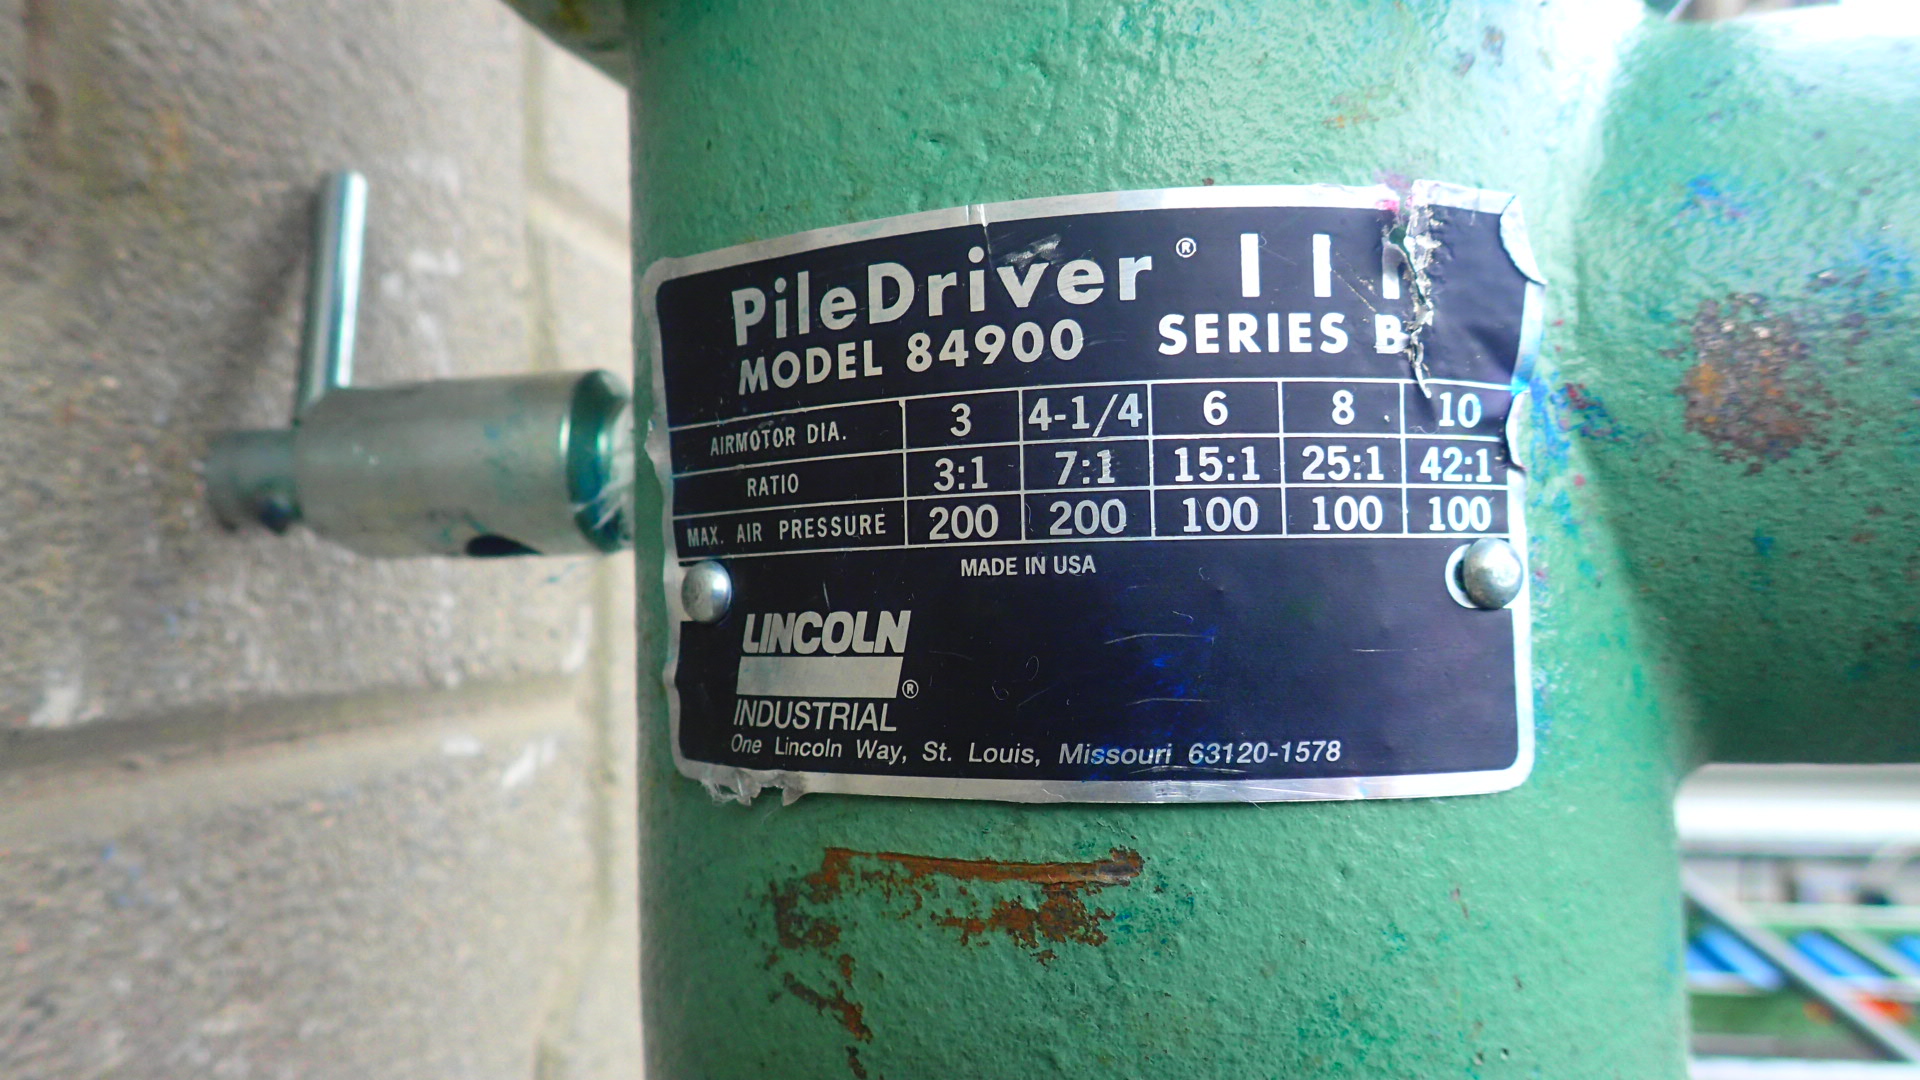 PileDriver® III
MODEL 84900 SERIES B
AIRMOTOR DIA. 3 4-1/4 6 8 10
RATIO 3:1 7:1 15:1 25:1 42:1
MAX. AIR PRESSURE 200 200 100 100 100
MADE IN USA
LINCOLN
®
INDUSTRIAL
One Lincoln Way, St. Louis, Missouri 63120-1578